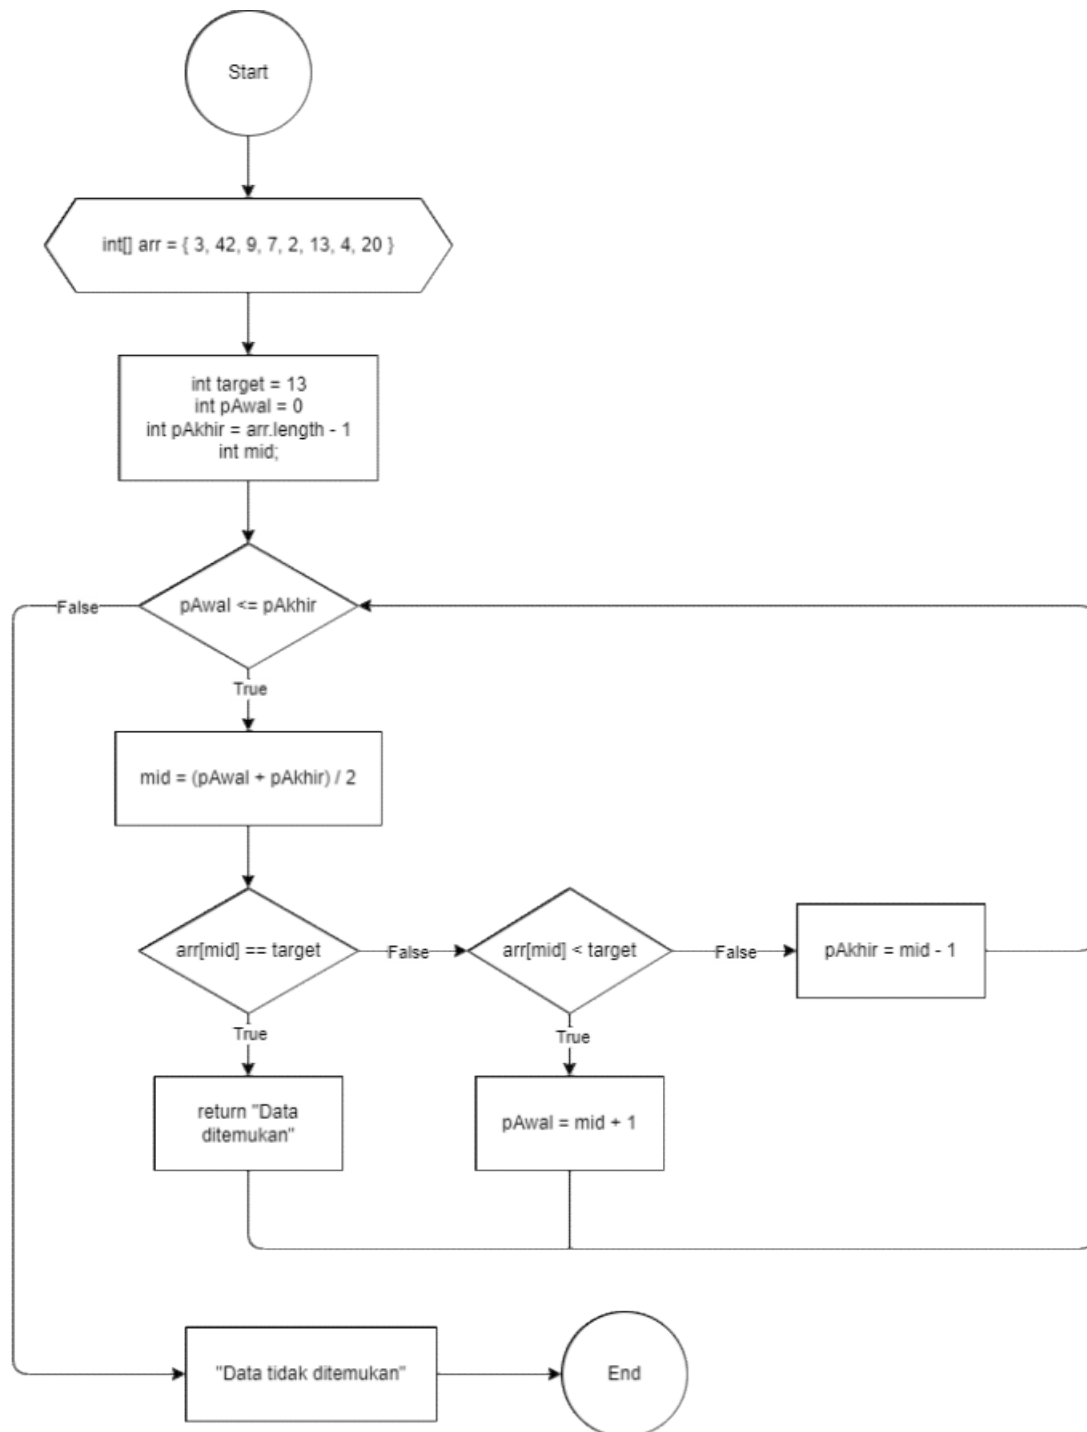 Start
int[] arr = { 3, 42, 9, 7, 2, 13, 4, 20 }
int target = 13
int pAwal = 0
int pAkhir = arr.length - 1
int mid;
False
pAwal <= pAkhir
True
mid = (pAwal + pAkhir) / 2
arr[mid] == target
False
arr[mid] < target
False
pAkhir = mid - 1
True
True
return "Data
ditemukan"
pAwal = mid + 1
"Data tidak ditemukan"
End